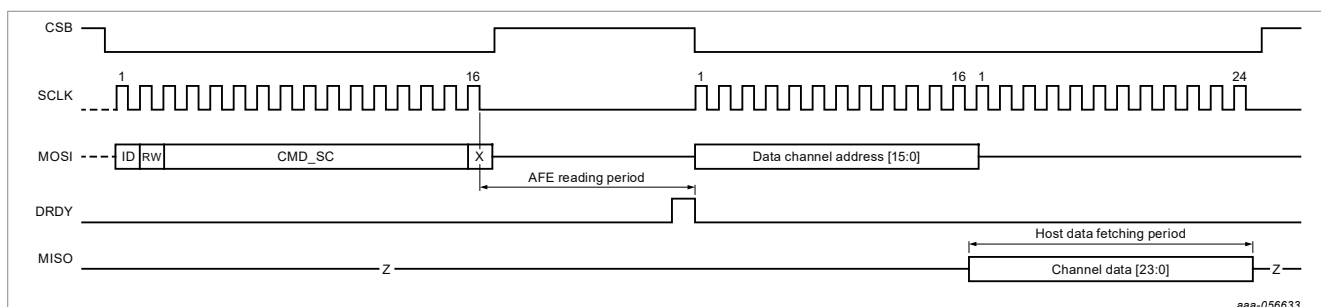 CSB
1 16 1 16 1 24
SCLK
MOSI ID RW CMD_SC X Data channel address [15:0]
AFE reading period
DRDY
Host data fetching period
MISO Z Channel data [23:0] Z
aaa-056633